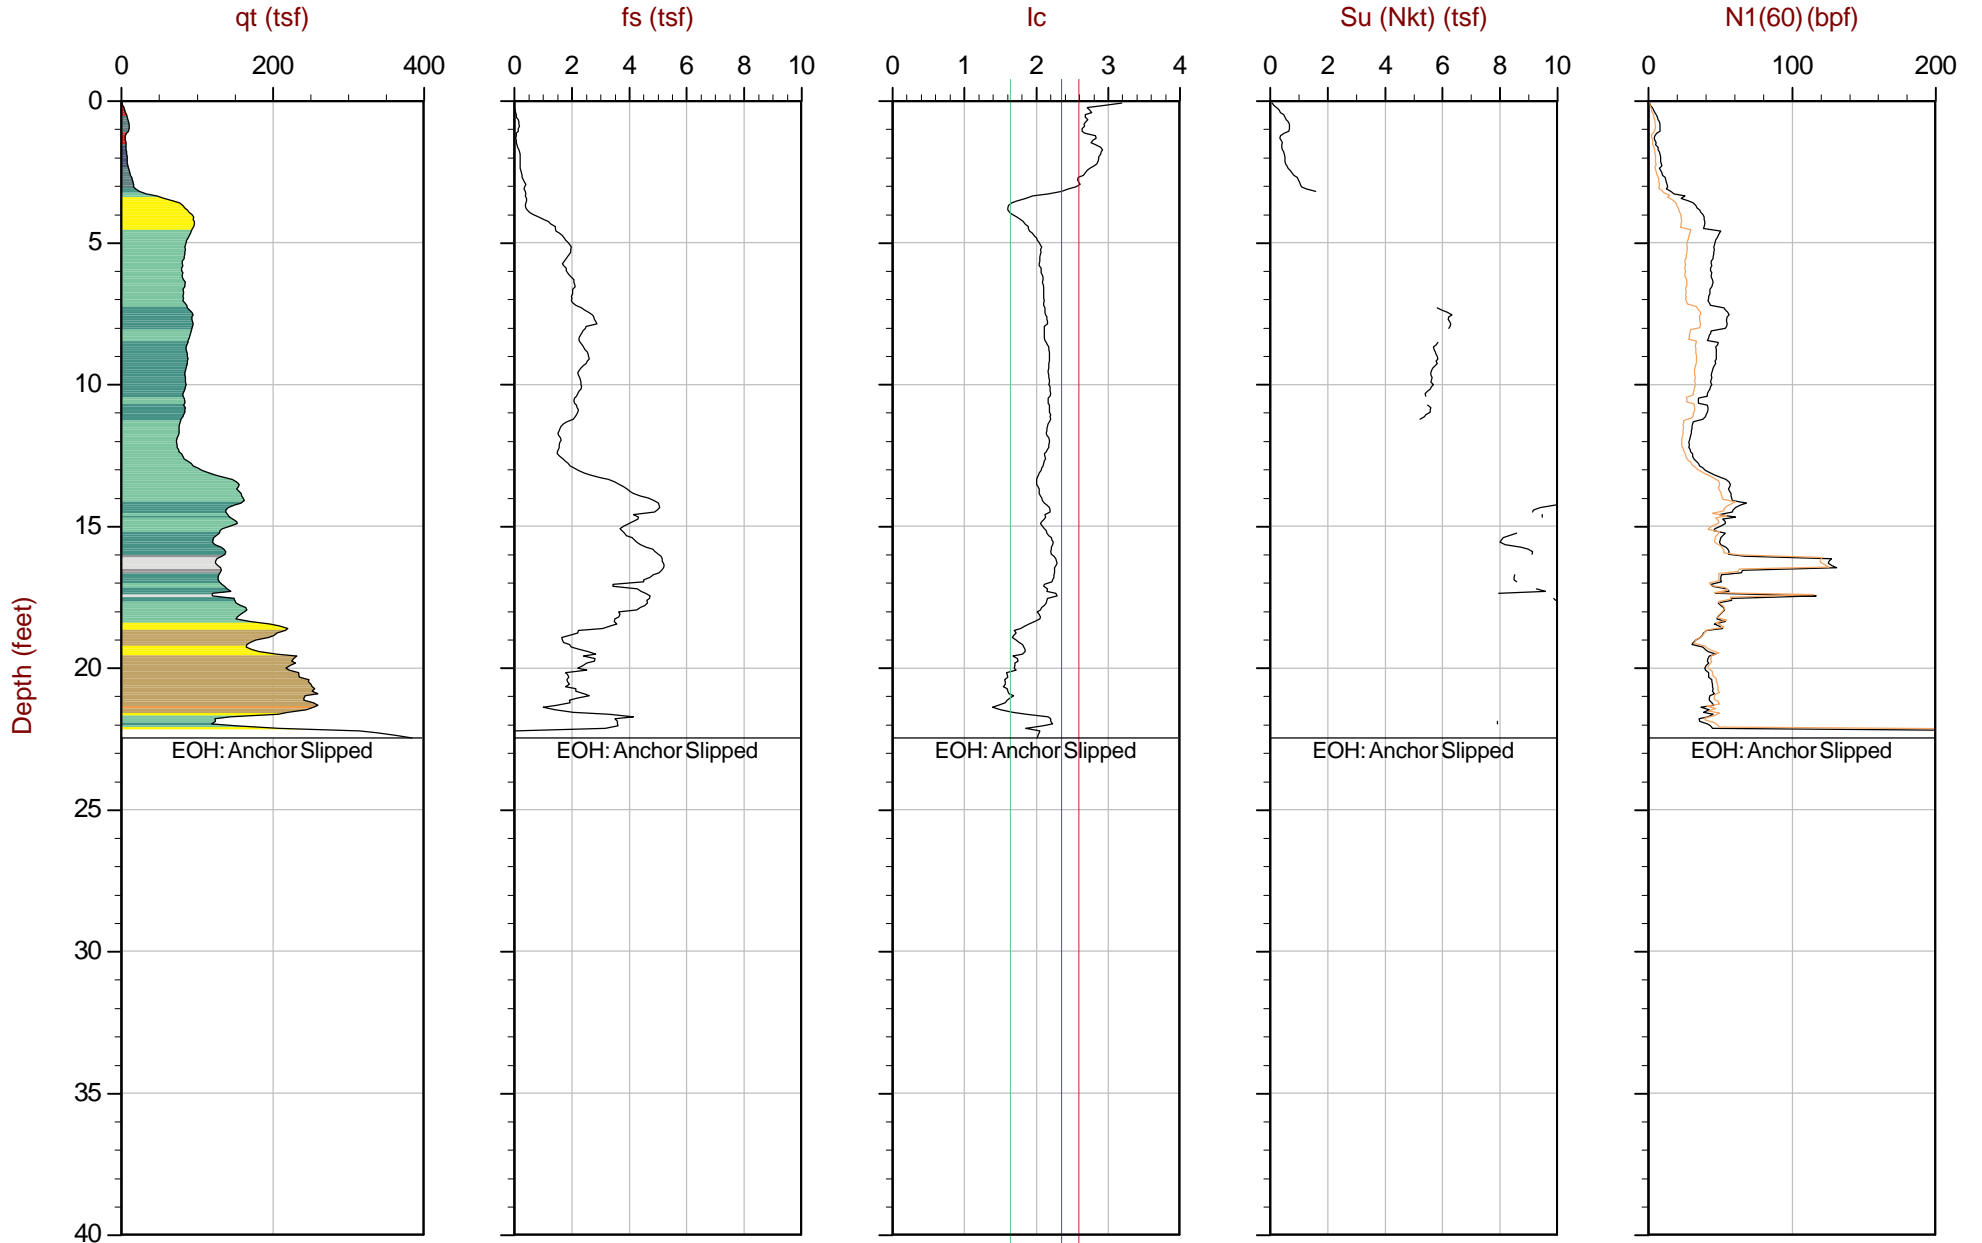 qt (tsf) fs (tsf) Ic Su (Nkt) (tsf) N1(60) (bpf)
0 200 400 0 2 4 6 8 10 0 1 2 3 4 0 2 4 6 8 10 0 100 200
0
5
10
15
20
Depth (feet)
EOH: Anchor Slipped EOH: Anchor Slipped EOH: Anchor Slipped EOH: Anchor Slipped EOH: Anchor Slipped
25
30
35
40